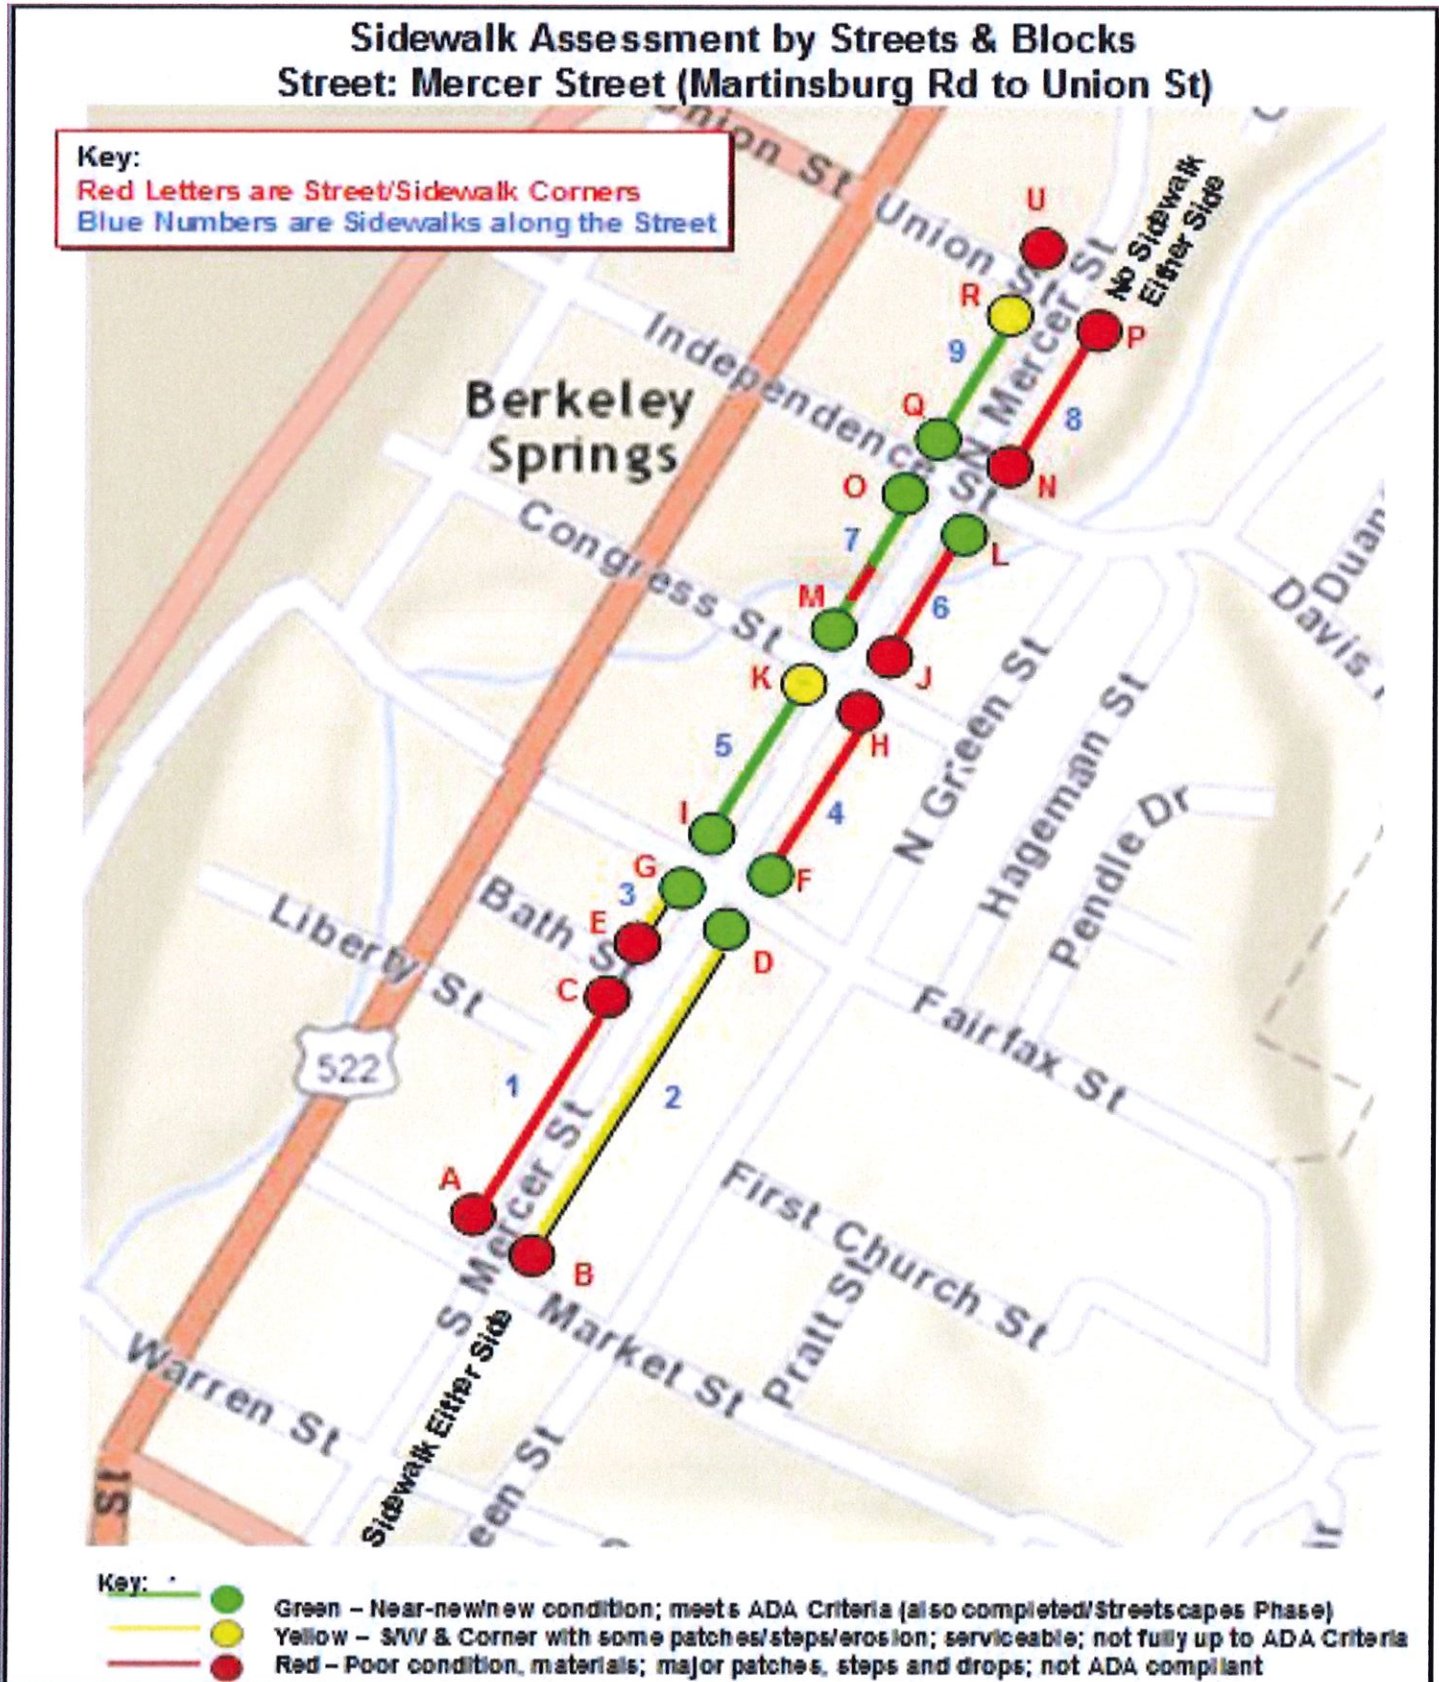 Sidewalk Assessment by Streets & Blocks
Street: Mercer Street (Martinsburg Rd to Union St)
Key:
Red Letters are Street/Sidewalk Corners
Blue Numbers are Sidewalks along the Street
Union St
Union St
U
No Sidewalk
Either Side
R
P
9
N Mercer St
8
Independence St
Berkeley
Springs
Q
N
O
L
7
Congress St
M
6
Duan
Davis
K
J
H
5
N Green St
Hageman St
4
Pendle Dr
I
G
F
3
Bath St
E
D
Liberty St
C
Fairfax St
522
1
2
S Mercer St
A
First Church St
B
Pratt St
Market St
Warren St
Sidewalk Either Side
een St
St
Key:
Green – Near-new/new condition; meets ADA Criteria (also completed/Streetscapes Phase)
Yellow – S/W & Corner with some patches/steps/erosion; serviceable; not fully up to ADA Criteria
Red – Poor condition, materials; major patches, steps and drops; not ADA compliant